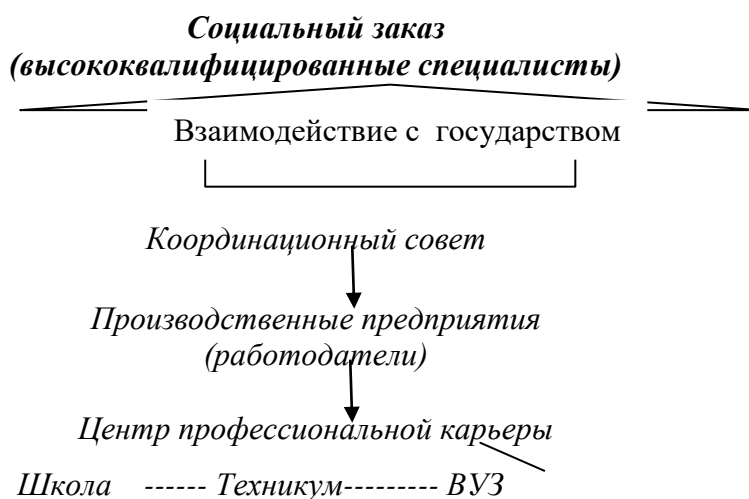 Социальный заказ
(высококвалифицированные специалисты)
Взаимодействие с государством
Координационный совет
Производственные предприятия
(работодатели)
Центр профессиональной карьеры
Школа ------ Техникум--------- ВУЗ